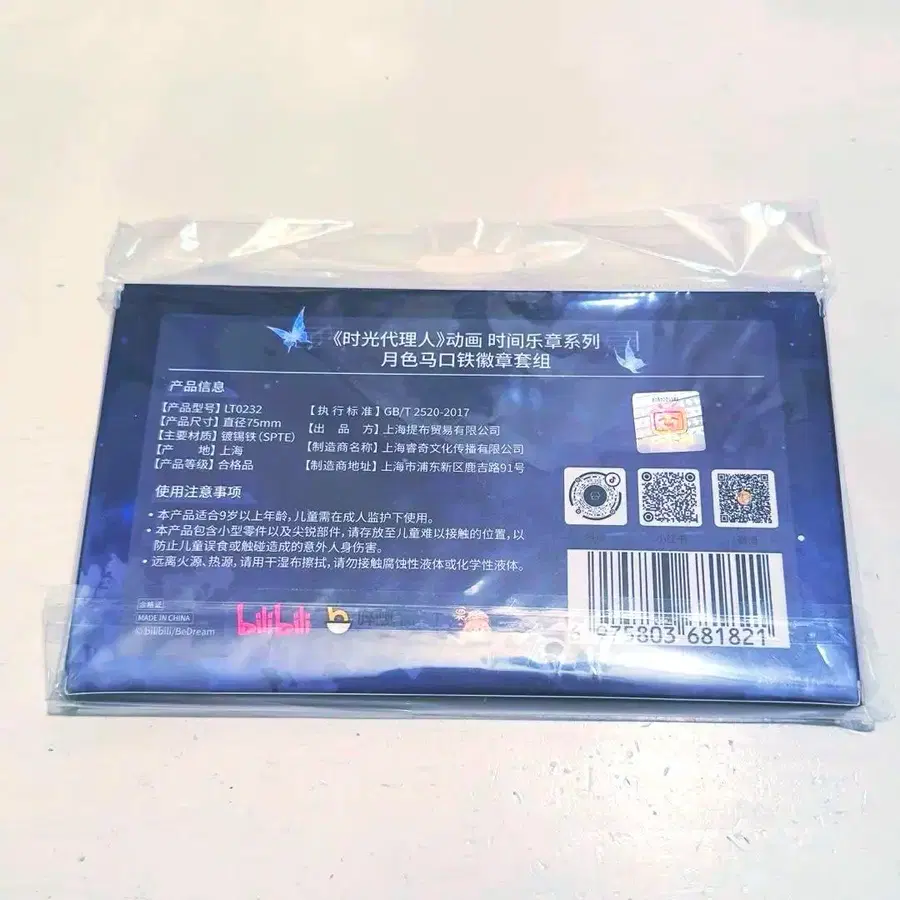 《时光代理人》动画 时间乐章系列
月色马口铁徽章套组
产品信息
【产品型号】LT0232
【产品尺寸】直径75mm
【主要材质】镀锡铁(SPTE)
【产 地】上海
【产品等级】合格品
【执行标准】GB/T 2520-2017
【出 品 方】上海提布贸易有限公司
【制造商名称】上海睿奇文化传播有限公司
【制造商地址】上海市浦东新区鹿吉路91号
使用注意事项
• 本产品适合9岁以上年龄,儿童需在成人监护下使用。
• 本产品包含小型零件以及尖锐部件,请存放至儿童难以接触的位置,以
防止儿童误食或触碰造成的意外人身伤害。
• 远离火源、热源,请用干湿布擦拭,请勿接触腐蚀性液体或化学性液体。
小红书
微博
合格证
MADE IN CHINA
© bilibili/BeDream
bilibili
975803 681821